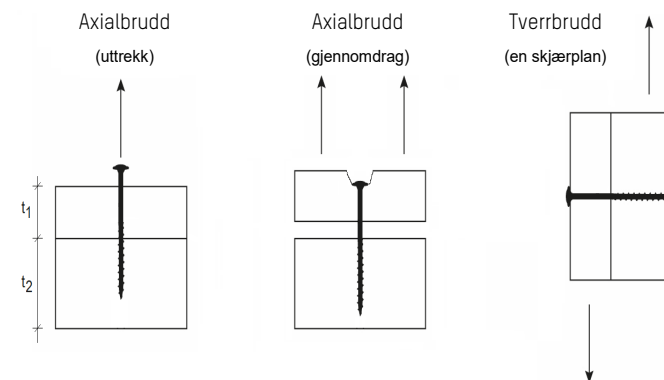 Axialbrudd
(uttrekk)
Axialbrudd
(gjennomdrag)
Tverrbrudd
(en skjærplan)
t1
t2